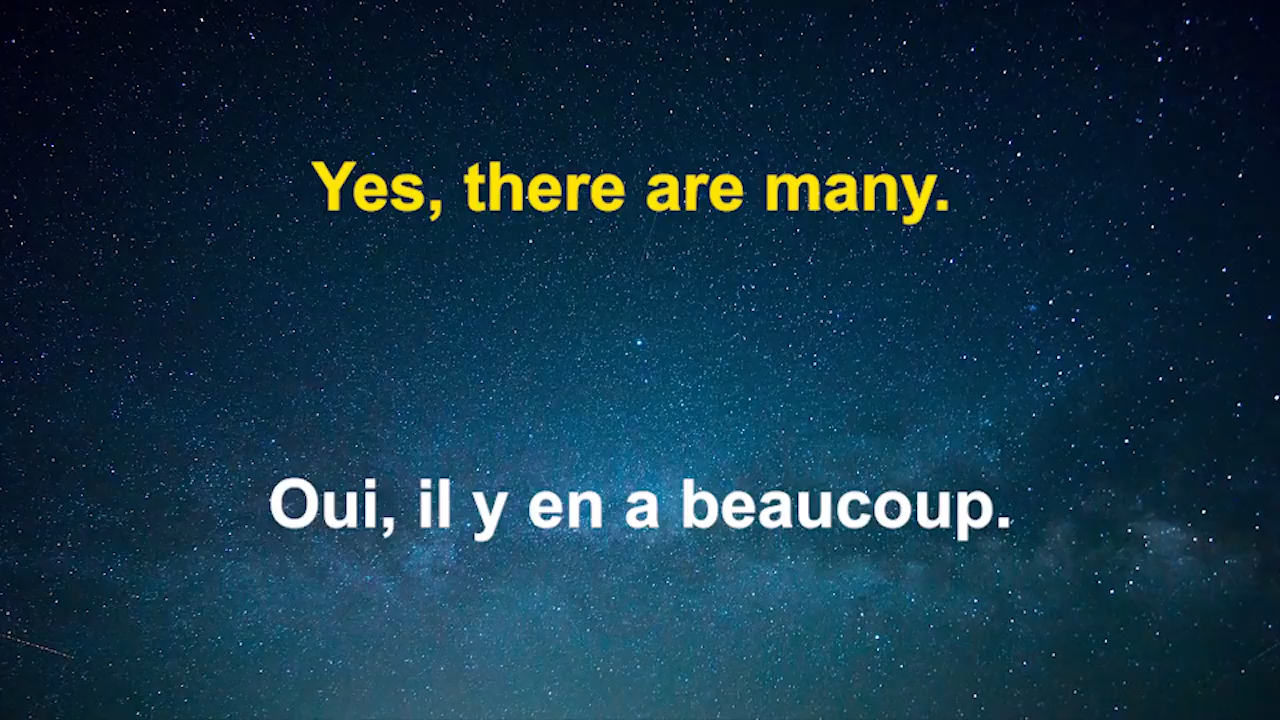 Yes, there are many.
Oui, il y en a beaucoup.